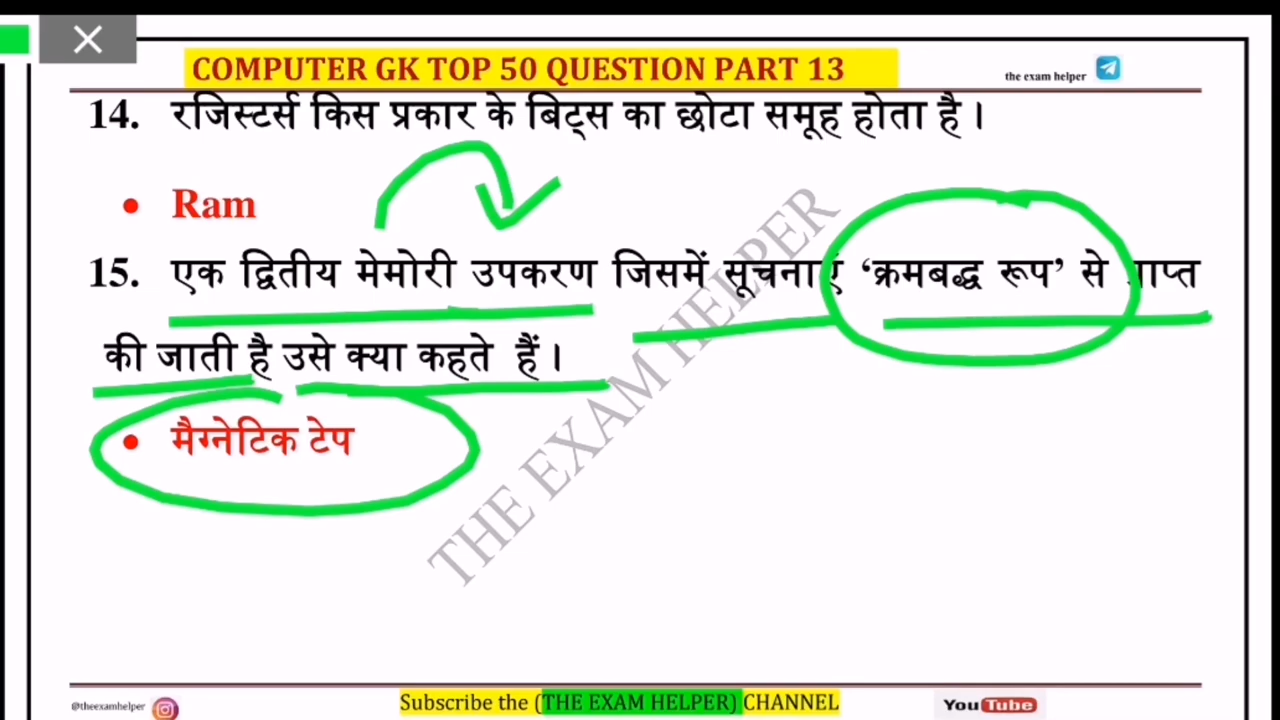 COMPUTER GK TOP 50 QUESTION PART 13
the exam helper
14. रजिस्टर्स किस प्रकार के बिट्स का छोटा समूह होता है।
• Ram
15. एक द्वितीय मेमोरी उपकरण जिसमें सूचनाएं ‘क्रमबद्ध रूप’ से प्राप्त
की जाती है उसे क्या कहते हैं।
• मैग्नेटिक टेप
THE EXAM HELPER
@theexamhelper
Subscribe the (THE EXAM HELPER) CHANNEL
YouTube